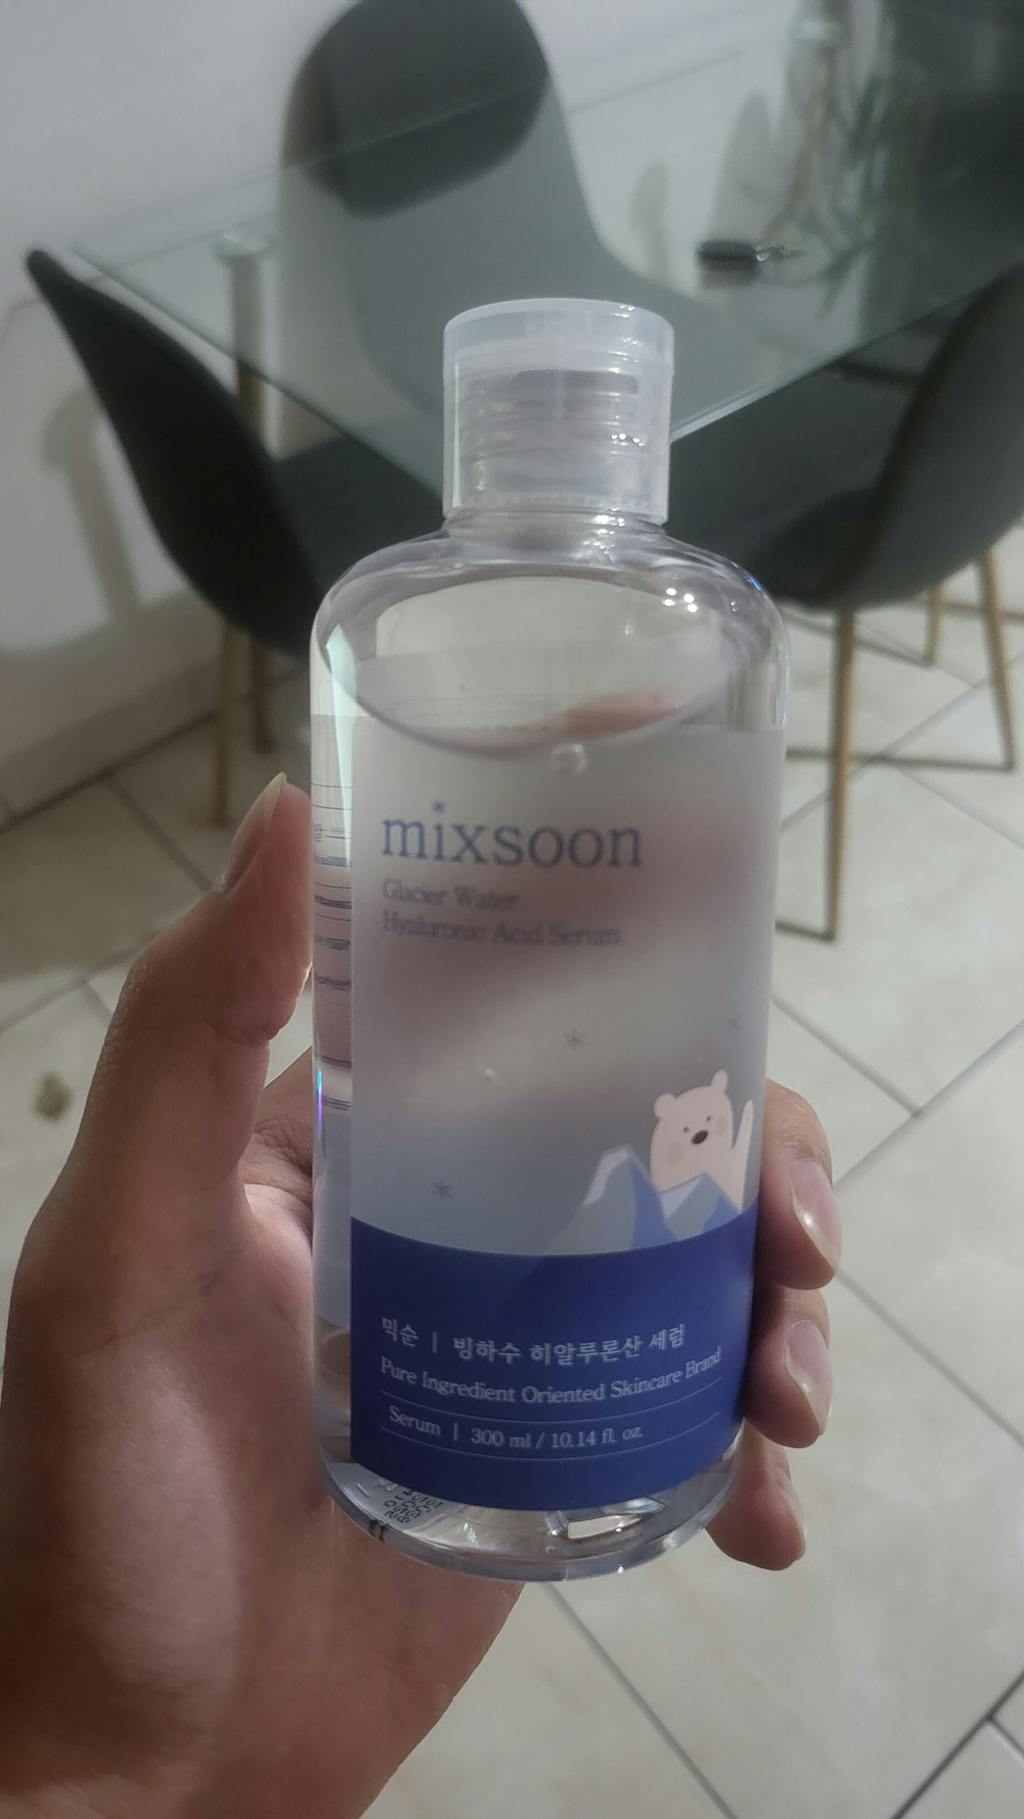 mixsoon
Glacier Water
Hyaluronic Acid Serum
믹순 | 빙하수 히알루론산 세럼
Pure Ingredient Oriented Skincare Brand
Serum | 300 ml / 10.14 fl. oz.